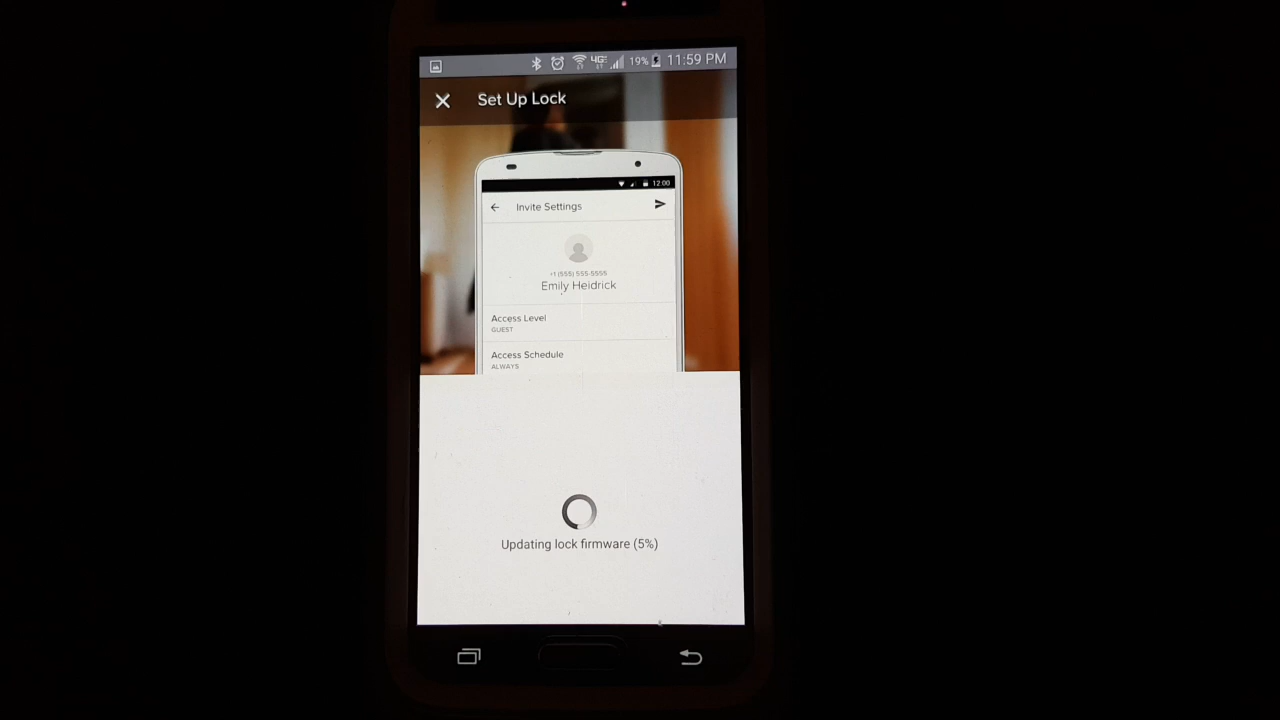 4G 19% 11:59 PM
Set Up Lock
12:00
Invite Settings
+1 (555) 555-5555
Emily Heidrick
Access Level
GUEST
Access Schedule
ALWAYS
Updating lock firmware (5%)